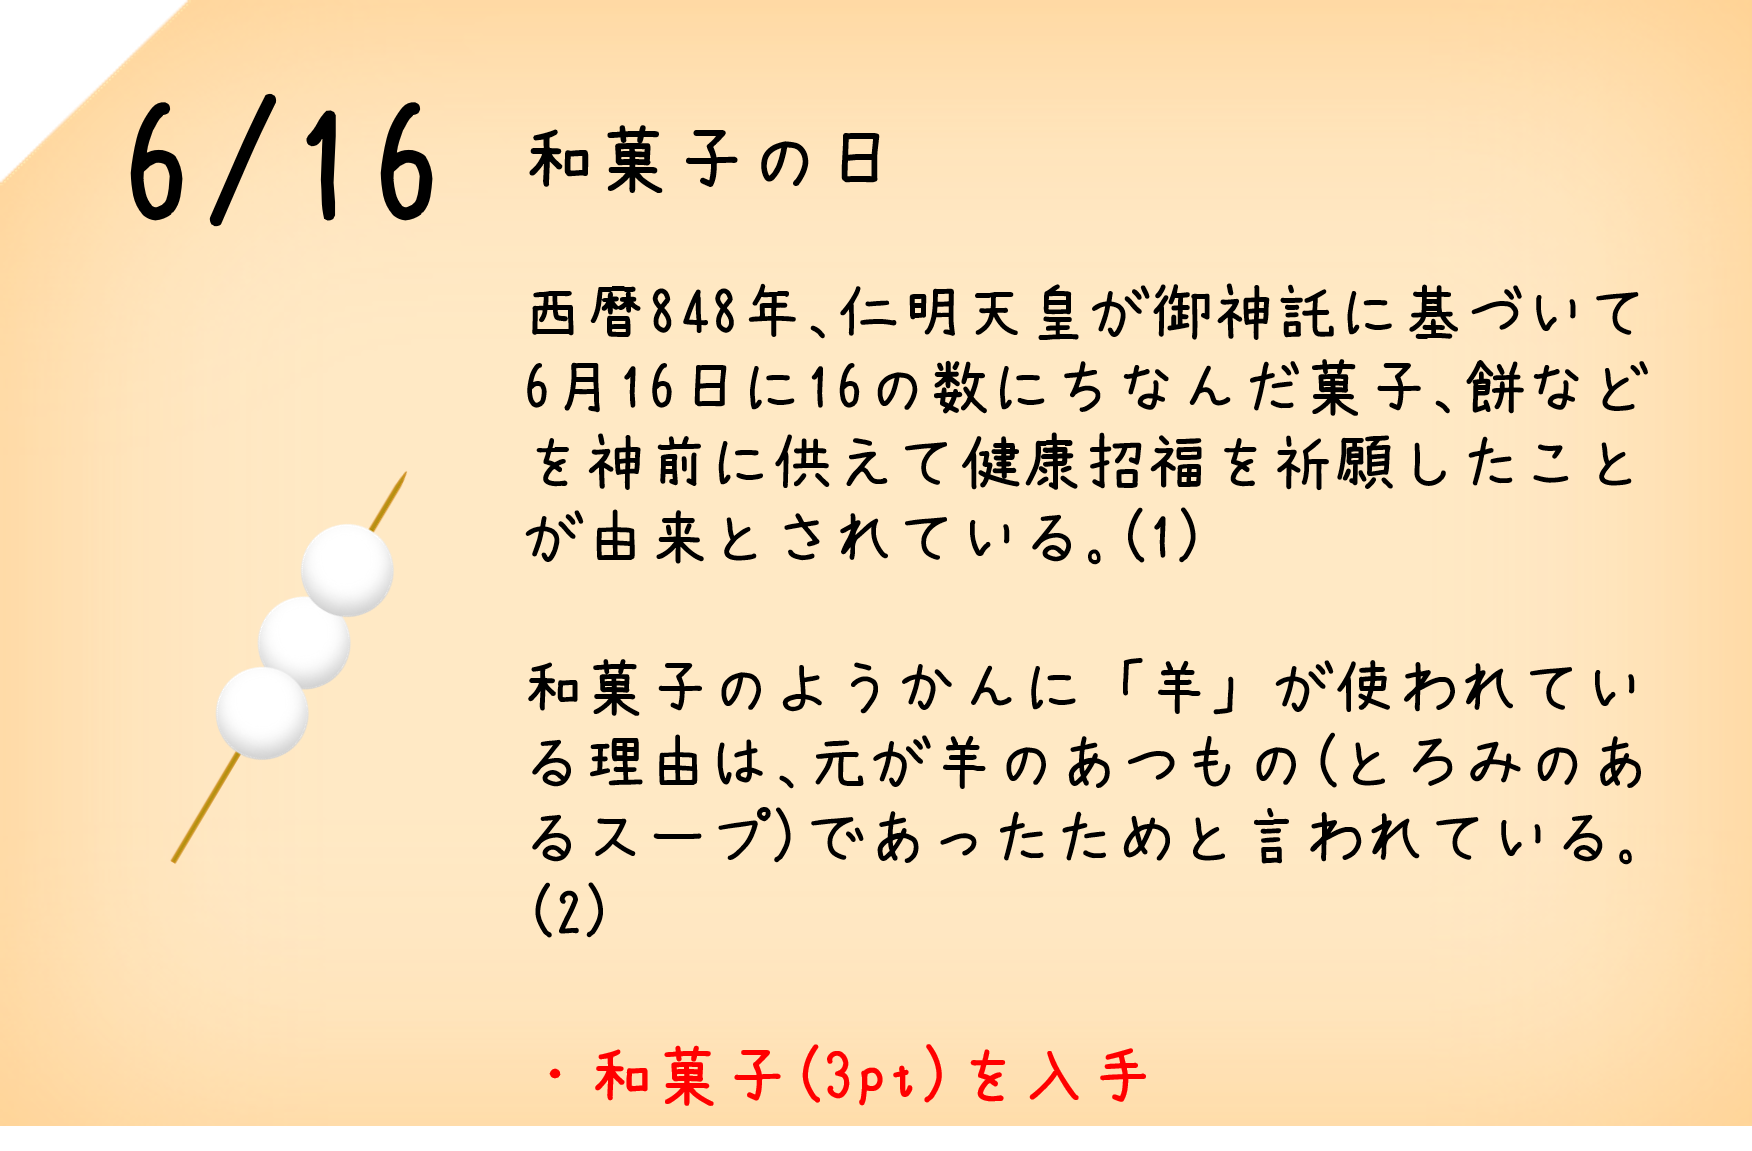 6/16 和菓子の日
西暦848年、仁明天皇が御神託に基づいて
6月16日に16の数にちなんだ菓子、餅など
を神前に供えて健康招福を祈願したこと
が由来とされている。(1)
和菓子のようかんに「羊」が使われてい
る理由は、元が羊のあつもの(とろみのあ
るスープ)であったためと言われている。
(2)
・和菓子(3pt)を入手